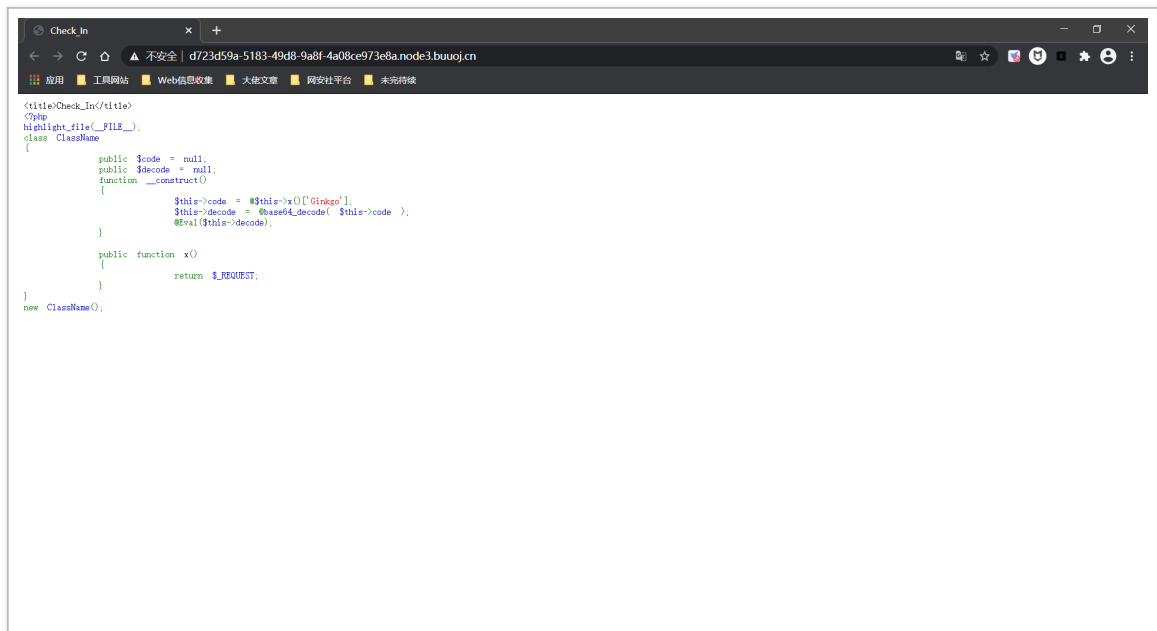 Check_In
不安全 | d723d59a-5183-49d8-9a8f-4a08ce973e8a.node3.buuoj.cn
应用 工具网站 Web信息收集 大佬文章 网安社平台 未完待续
<title>Check_In</title>
<?php
highlight_file(__FILE__);
class ClassName
{
public $code = null;
public $decode = null;
function __construct()
{
$this->code = @$this->x()['Ginkgo'];
$this->decode = @base64_decode( $this->code );
@Eval($this->decode);
}
public function x()
{
return $_REQUEST;
}
}
new ClassName();